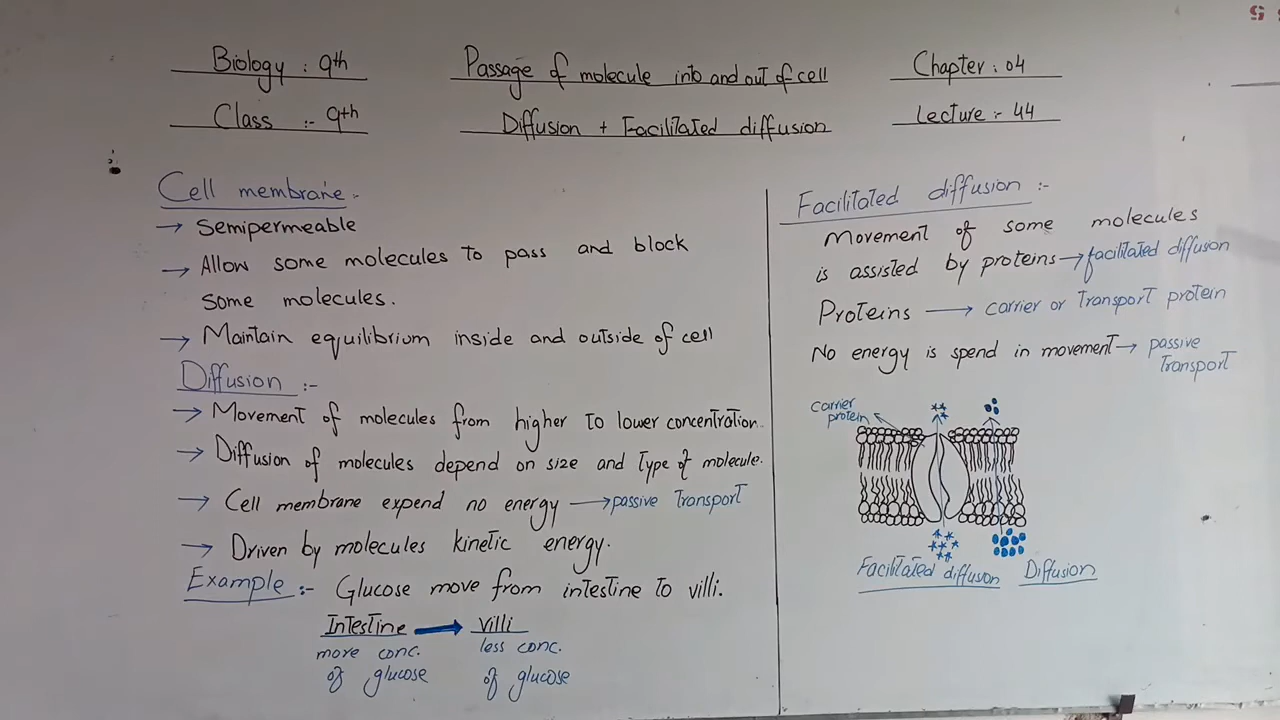 Biology : 9th
Passage of molecule into and out of cell
Chapter : 04
Class :- 9th
Diffusion + Facilitated diffusion
Lecture :- 44
Cell membrane :-
→ Semipermeable
→ Allow some molecules to pass and block
some molecules.
→ Maintain equilibrium inside and outside of cell
Diffusion :-
→ Movement of molecules from higher to lower concentration.
→ Diffusion of molecules depend on size and type of molecule.
→ Cell membrane expend no energy → passive transport
→ Driven by molecules kinetic energy.
Example :- Glucose move from intestine to villi.
Intestine → villi
more conc. less conc.
of glucose of glucose
Facilitated diffusion :-
Movement of some molecules
is assisted by proteins → facilitated diffusion
Proteins → carrier or transport protein
No energy is spend in movement → passive
transport
carrier
protein
Facilitated diffusion Diffusion